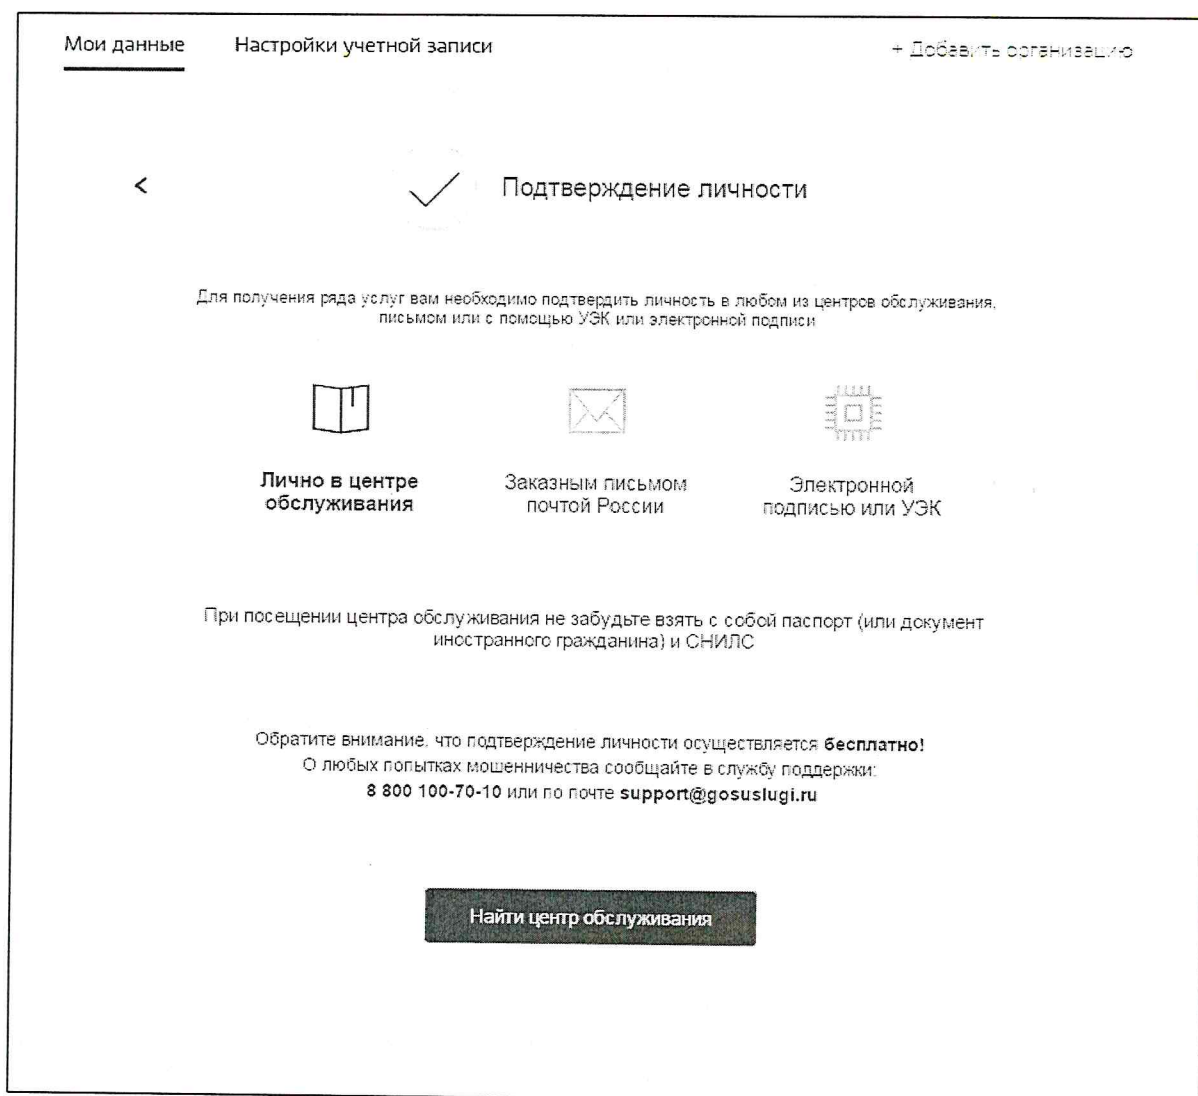 Мои данные
Настройки учетной записи
+ Добавить организацию
<
Подтверждение личности
Для получения ряда услуг вам необходимо подтвердить личность в любом из центров обслуживания,
письмом или с помощью УЭК или электронной подписи
Лично в центре
обслуживания
Заказным письмом
почтой России
Электронной
подписью или УЭК
При посещении центра обслуживания не забудьте взять с собой паспорт (или документ
иностранного гражданина) и СНИЛС
Обратите внимание, что подтверждение личности осуществляется бесплатно!
О любых попытках мошенничества сообщайте в службу поддержки:
8 800 100-70-10 или по почте support@gosuslugi.ru
Найти центр обслуживания